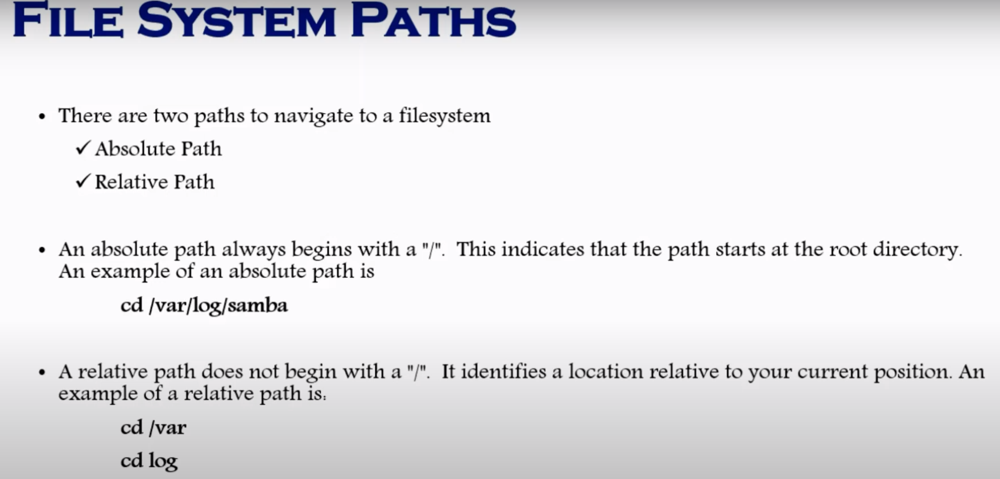 FILE SYSTEM PATHS
• There are two paths to navigate to a filesystem
✓ Absolute Path
✓ Relative Path
• An absolute path always begins with a "/". This indicates that the path starts at the root directory.
An example of an absolute path is
cd /var/log/samba
• A relative path does not begin with a "/". It identifies a location relative to your current position. An
example of a relative path is:
cd /var
cd log